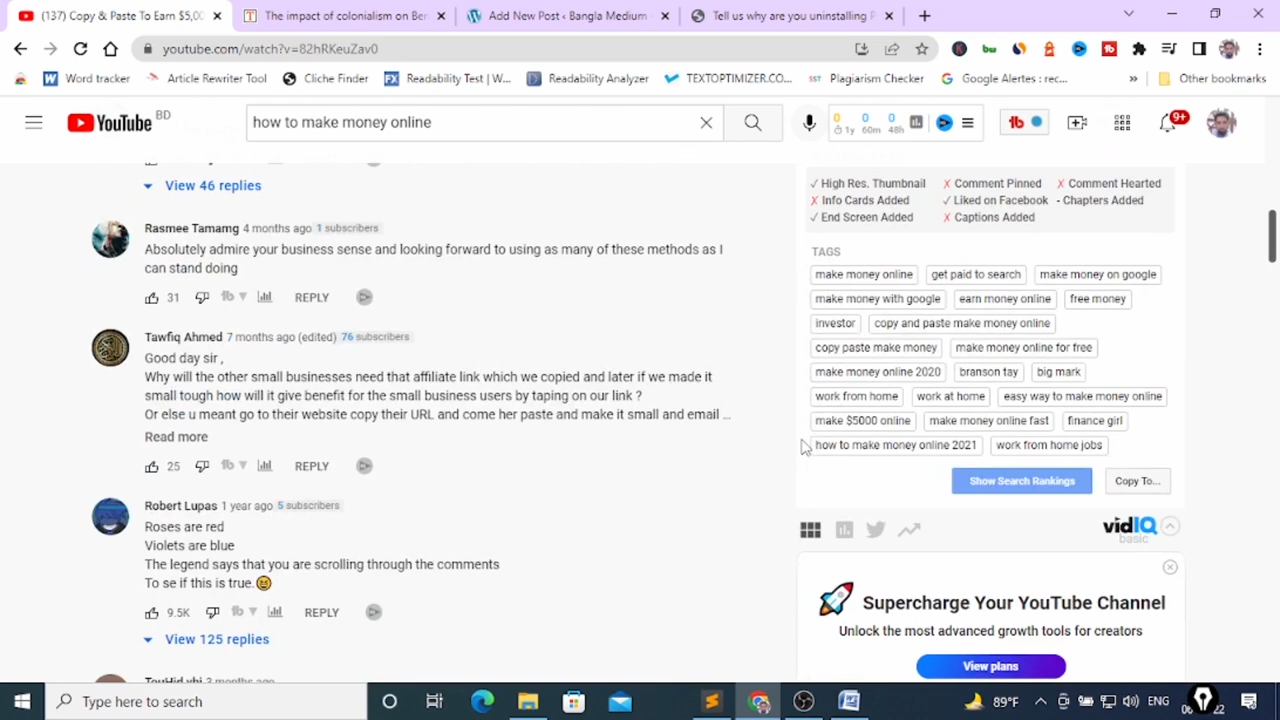 (137) Copy & Paste To Earn $5,00
The impact of colonialism on Ber
Add New Post ‹ Bangla Medium -
Tell us why are you uninstalling P
youtube.com/watch?v=82hRKeuZav0
Word tracker
Article Rewriter Tool
Cliche Finder
Readability Test | W...
Readability Analyzer
TEXTOPTIMIZER.CO...
Plagiarism Checker
Google Alertes : rec...
Other bookmarks
YouTube BD
how to make money online
0 0 0
1y 60m 48h
9+
View 46 replies
Rasmee Tamamg 4 months ago 1 subscribers
Absolutely admire your business sense and looking forward to using as many of these methods as I
can stand doing
31 REPLY
Tawfiq Ahmed 7 months ago (edited) 76 subscribers
Good day sir ,
Why will the other small businesses need that affiliate link which we copied and later if we made it
small tough how will it give benefit for the small business users by taping on our link ?
Or else u meant go to their website copy their URL and come her paste and make it small and email ...
Read more
25 REPLY
Robert Lupas 1 year ago 5 subscribers
Roses are red
Violets are blue
The legend says that you are scrolling through the comments
To se if this is true.
9.5K REPLY
View 125 replies
High Res. Thumbnail Comment Pinned Comment Hearted
Info Cards Added Liked on Facebook - Chapters Added
End Screen Added Captions Added
TAGS
make money online get paid to search make money on google
make money with google earn money online free money
investor copy and paste make money online
copy paste make money make money online for free
make money online 2020 branson tay big mark
work from home work at home easy way to make money online
make $5000 online make money online fast finance girl
how to make money online 2021 work from home jobs
Show Search Rankings Copy To...
vidIQ
basic
Supercharge Your YouTube Channel
Unlock the most advanced growth tools for creators
View plans
Type here to search
89°F
ENG